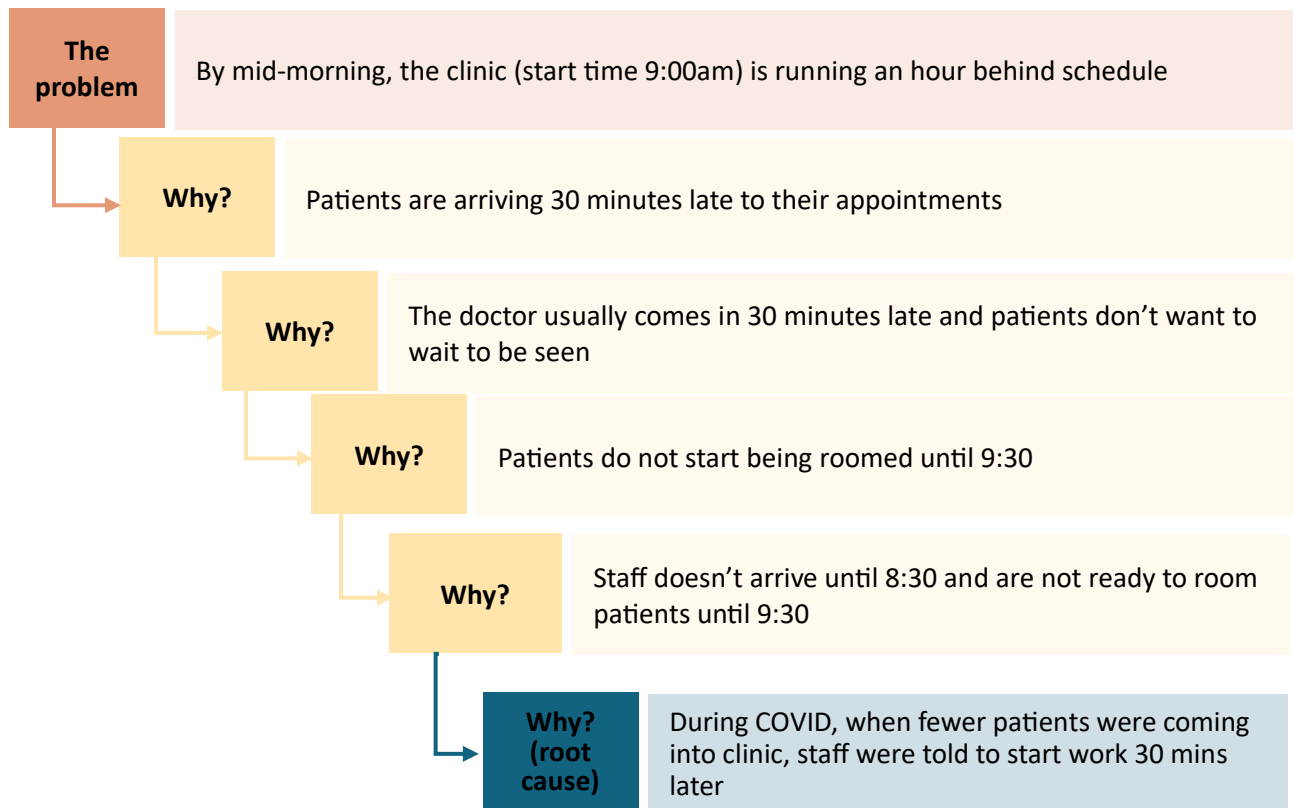 The
problem
By mid-morning, the clinic (start time 9:00am) is running an hour behind schedule
Why?
Patients are arriving 30 minutes late to their appointments
Why?
The doctor usually comes in 30 minutes late and patients don’t want to
wait to be seen
Why?
Patients do not start being roomed until 9:30
Why?
Staff doesn’t arrive until 8:30 and are not ready to room
patients until 9:30
Why?
(root
cause)
During COVID, when fewer patients were coming
into clinic, staff were told to start work 30 mins
later